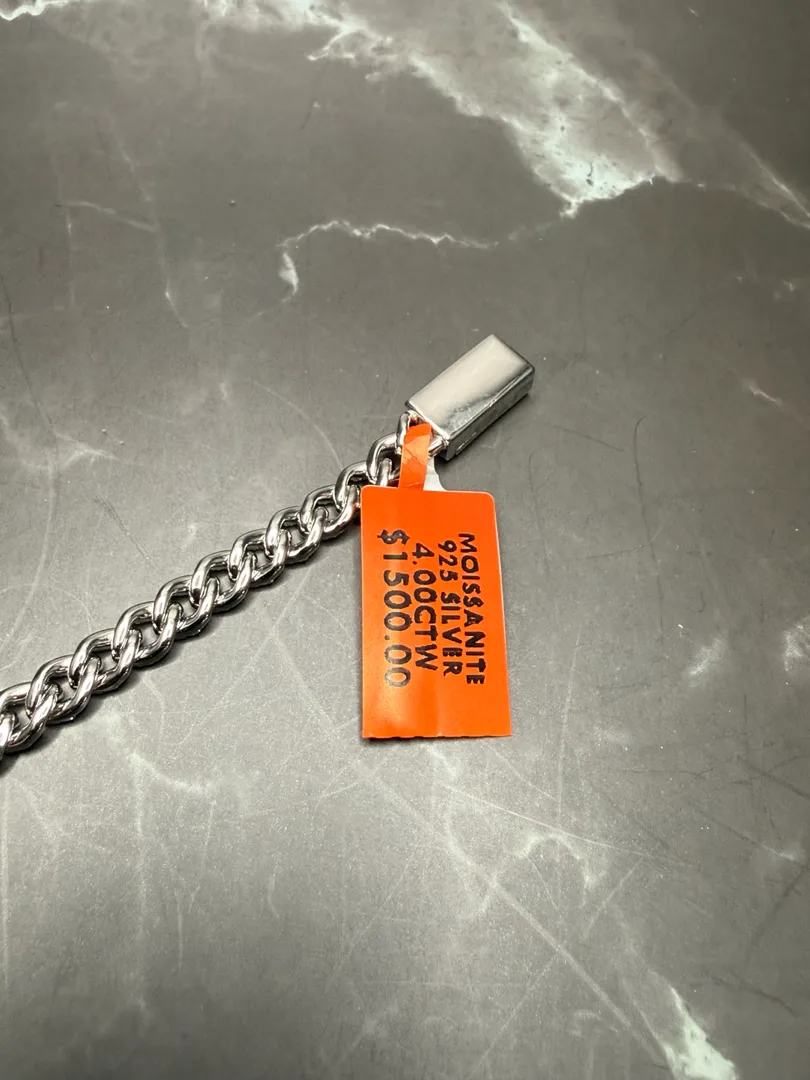 MOISSANITE
925 SILVER
4.00CTW
$1500.00